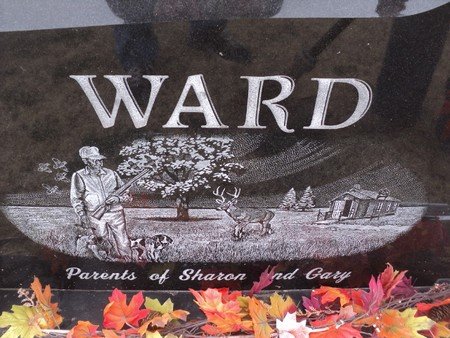 WARD
Parents of Sharon and Gary